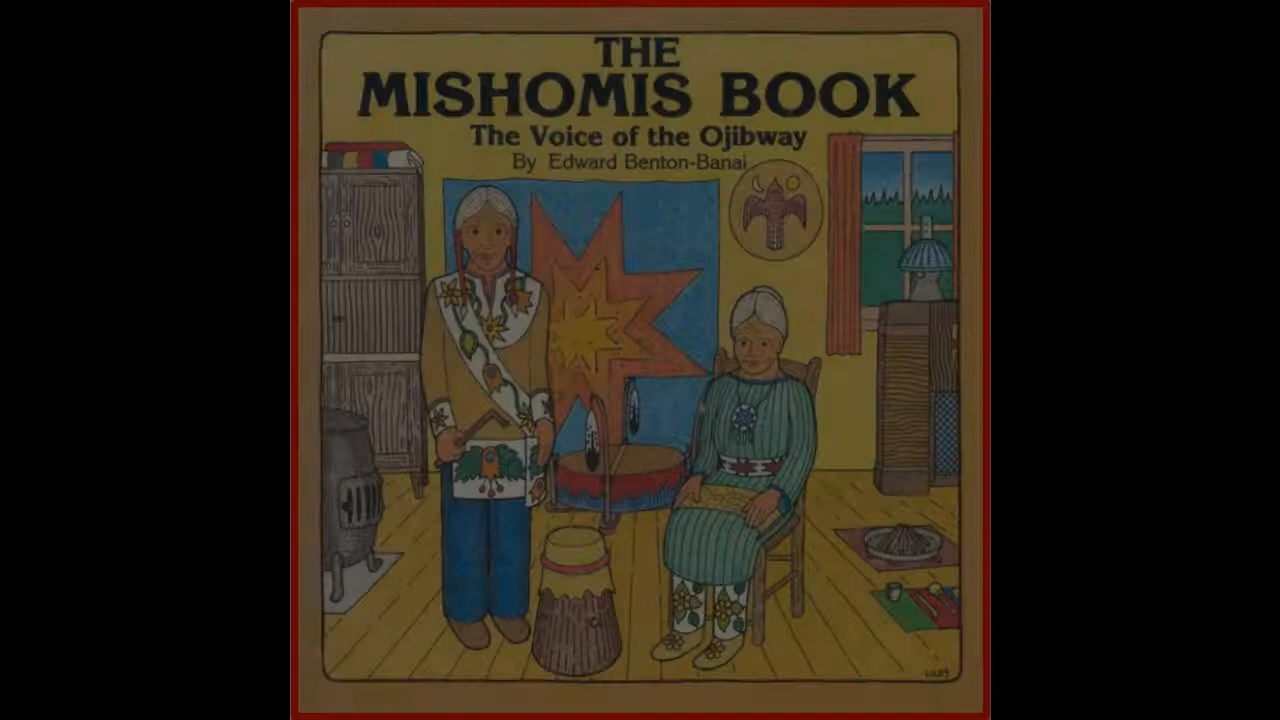 THE
MISHOMIS BOOK
The Voice of the Ojibway
By Edward Benton-Banai